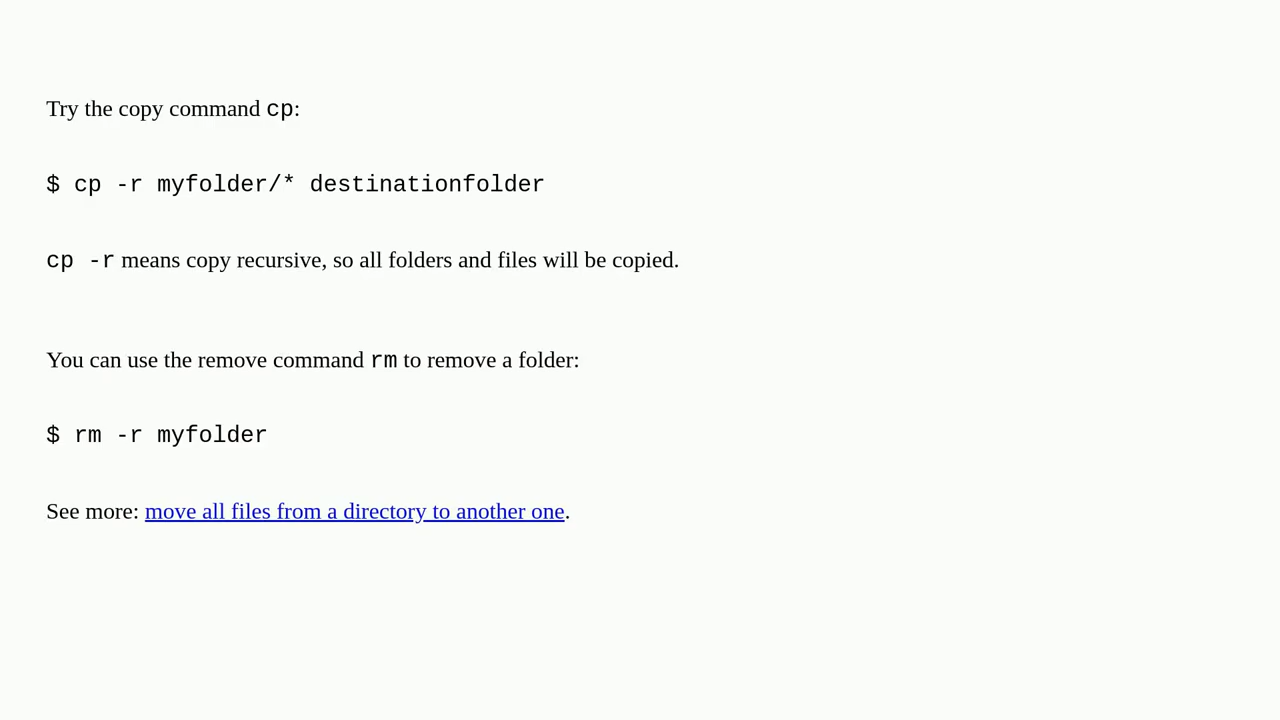 Try the copy command cp:
$ cp -r myfolder/* destinationfolder
cp -r means copy recursive, so all folders and files will be copied.
You can use the remove command rm to remove a folder:
$ rm -r myfolder
See more: move all files from a directory to another one.